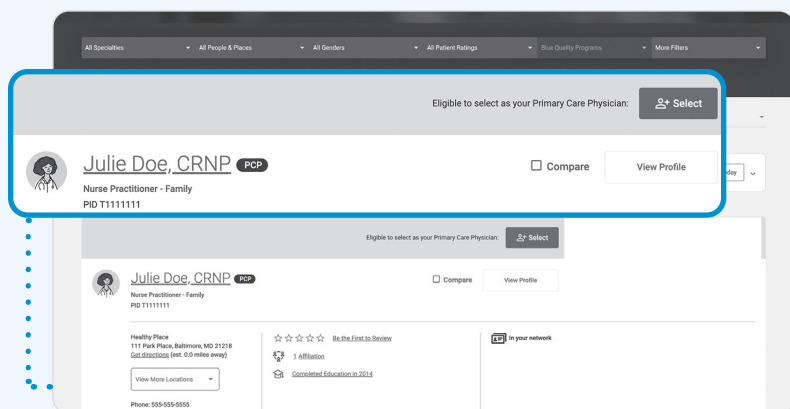 All Specialties All People & Places All Genders All Patient Ratings Blue Quality Programs More Filters
Eligible to select as your Primary Care Physician: Select
Julie Doe, CRNP PCP
Compare View Profile
Nurse Practitioner - Family
PID T1111111
day
Eligible to select as your Primary Care Physician: Select
Julie Doe, CRNP PCP
Compare View Profile
Nurse Practitioner - Family
PID T1111111
Healthy Place
111 Park Place, Baltimore, MD 21218
Get directions (est. 0.0 miles away)
View More Locations
Phone: 555-555-5555
Be the First to Review
1 Affiliation
Completed Education in 2014
In your network